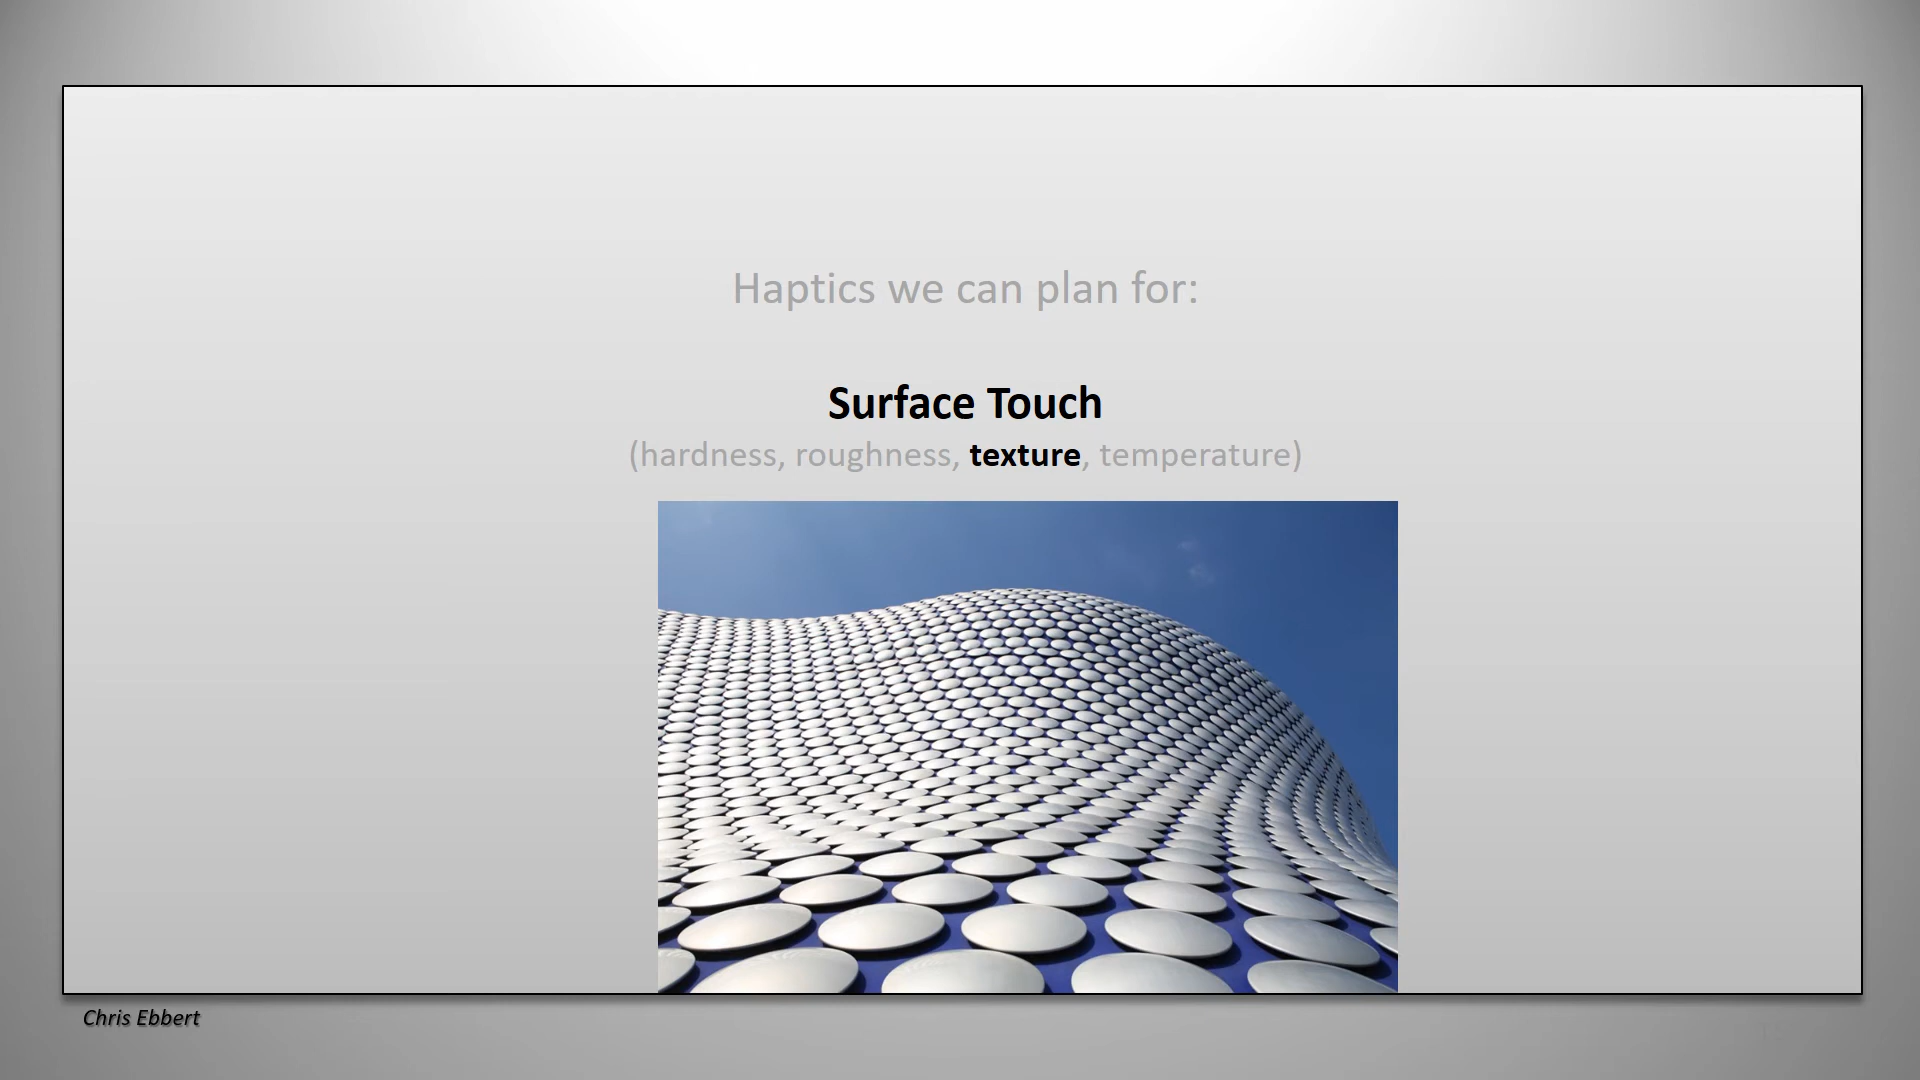 Haptics we can plan for:
Surface Touch
(hardness, roughness, texture, temperature)
Chris Ebbert